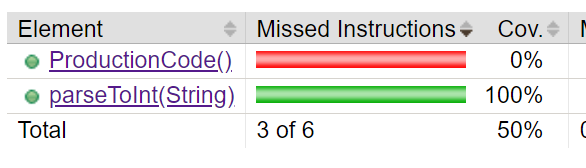 Element Missed Instructions Cov.
ProductionCode() 0%
parseToInt(String) 100%
Total 3 of 6 50%